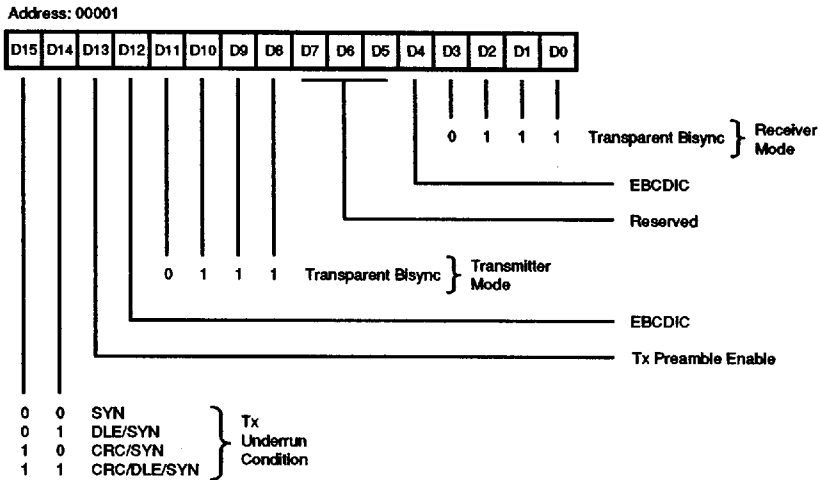 Address: 00001
D15 D14 D13 D12 D11 D10 D9 D8 D7 D6 D5 D4 D3 D2 D1 D0
0 1 1 1 Transparent Bisync } Receiver
Mode
EBCDIC
Reserved
0 1 1 1 Transparent Bisync } Transmitter
Mode
EBCDIC
Tx Preamble Enable
0 0 SYN
0 1 DLE/SYN
1 0 CRC/SYN
1 1 CRC/DLE/SYN
Tx
Underrun
Condition